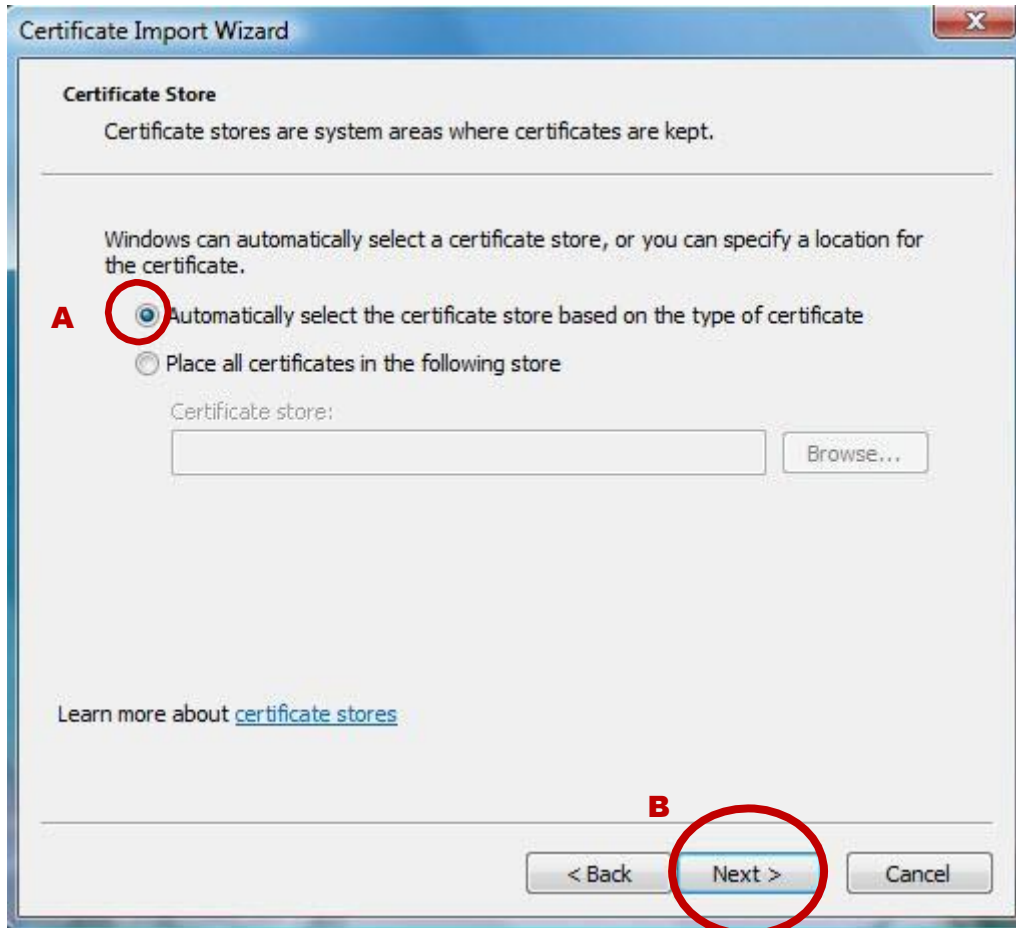 Certificate Import Wizard
X
Certificate Store
Certificate stores are system areas where certificates are kept.
Windows can automatically select a certificate store, or you can specify a location for
the certificate.
A
Automatically select the certificate store based on the type of certificate
Place all certificates in the following store
Certificate store:
Browse...
Learn more about certificate stores
B
< Back
Next >
Cancel